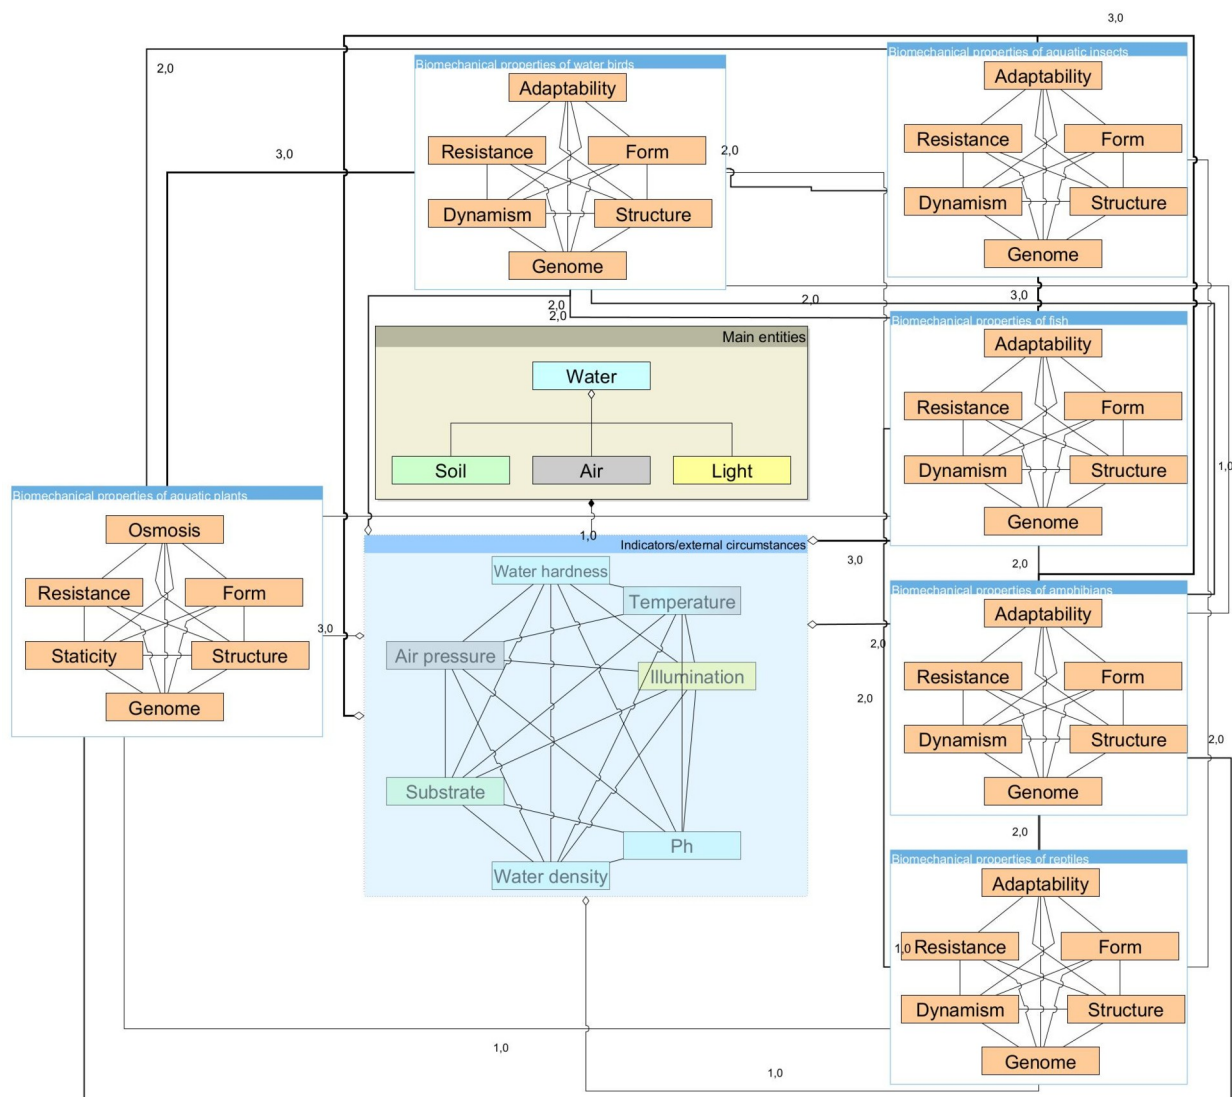 3,0
2,0
Biomechanical properties of water birds
Adaptability
Resistance
Form
Dynamism
Structure
Genome
Biomechanical properties of aquatic insects
Adaptability
Resistance
Form
Dynamism
Structure
Genome
3,0
2,0
2,0
2,0
2,0
3,0
Main entities
Water
Soil
Air
Light
Biomechanical properties of fish
Adaptability
Resistance
Form
Dynamism
Structure
Genome
1,0
Biomechanical properties of aquatic plants
Osmosis
Resistance
Form
Staticity
Structure
Genome
3,0
1,0
Indicators/external circumstances
Water hardness
Temperature
Air pressure
Illumination
Substrate
Ph
Water density
3,0
2,0
2,0
2,0
Biomechanical properties of amphibians
Adaptability
Resistance
Form
Dynamism
Structure
Genome
2,0
2,0
Biomechanical properties of reptiles
Adaptability
1,0
Resistance
Form
Dynamism
Structure
Genome
1,0
1,0